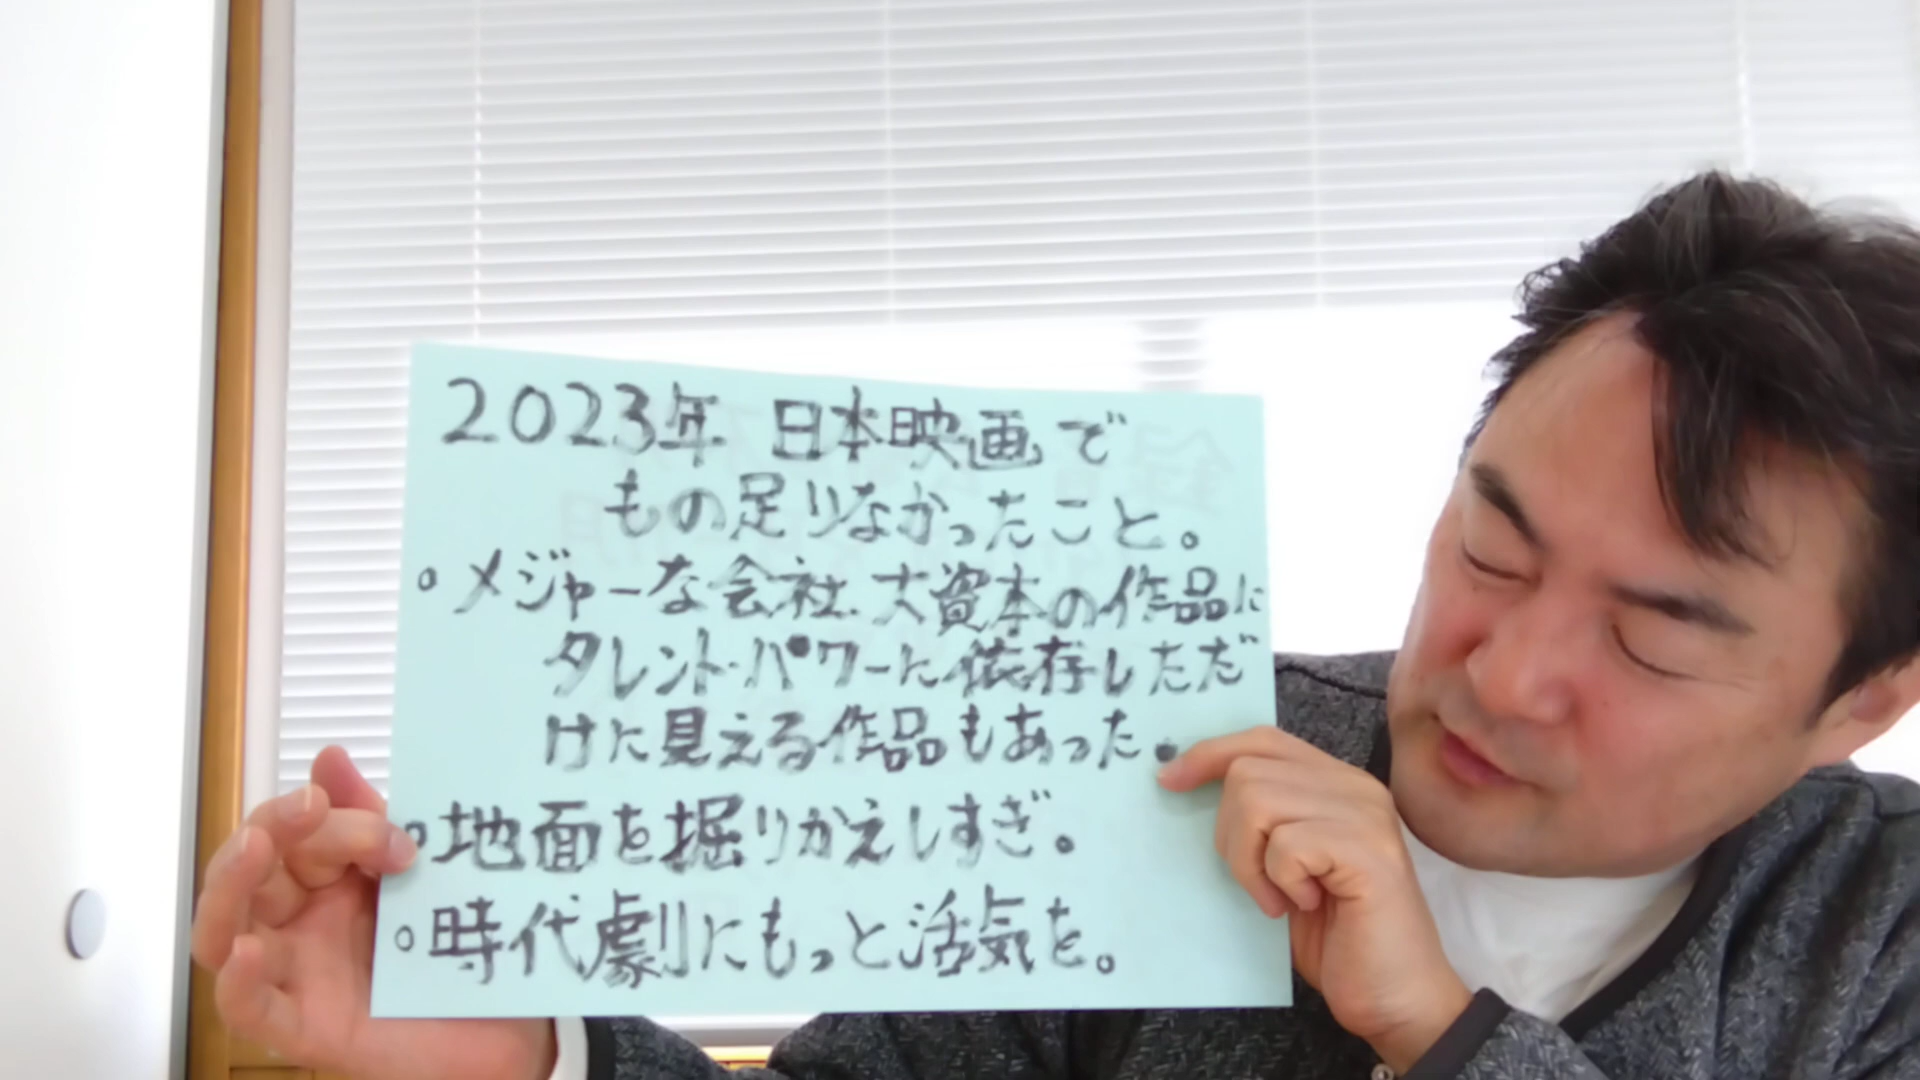 2023年 日本映画で
もの足りなかったこと。
○メジャーな会社.大資本の作品に
タレント・パワーに依存しただ
けに見える作品もあった。
○地面を掘りかえしすぎ。
○時代劇にもっと活気を。